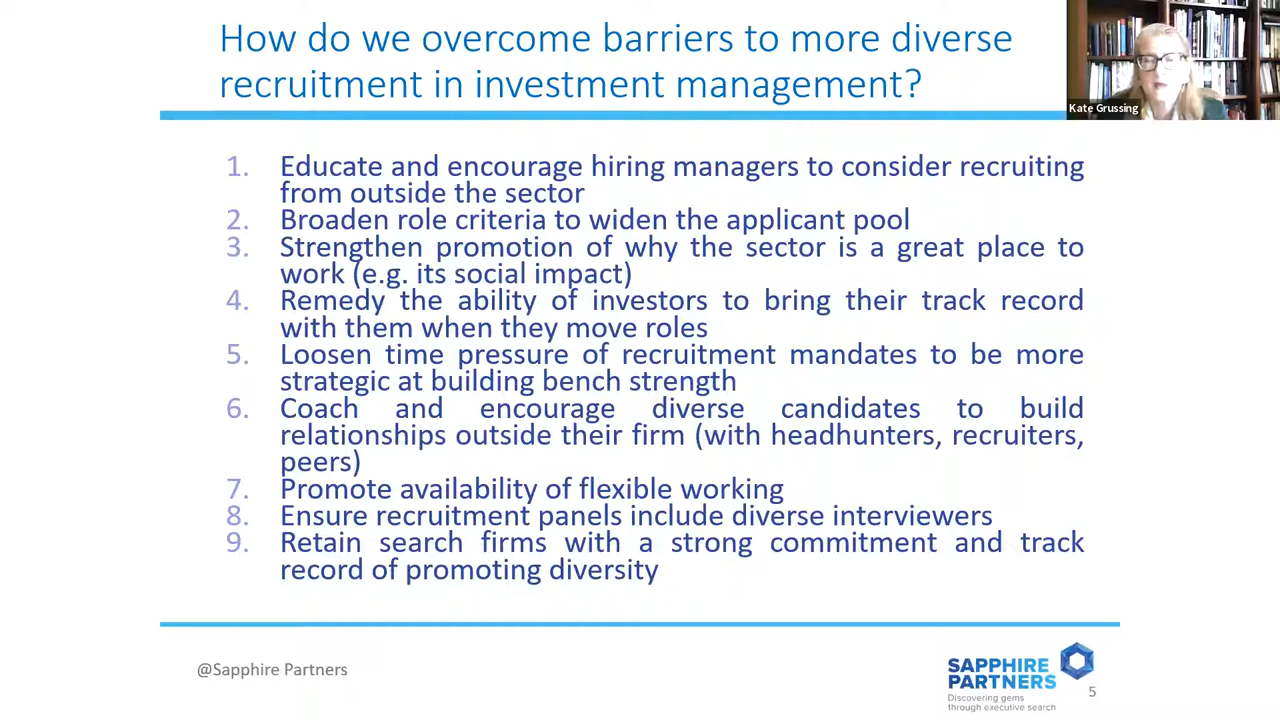 How do we overcome barriers to more diverse
recruitment in investment management?
Kate Grussing
1. Educate and encourage hiring managers to consider recruiting
from outside the sector
2. Broaden role criteria to widen the applicant pool
3. Strengthen promotion of why the sector is a great place to
work (e.g. its social impact)
4. Remedy the ability of investors to bring their track record
with them when they move roles
5. Loosen time pressure of recruitment mandates to be more
strategic at building bench strength
6. Coach and encourage diverse candidates to build
relationships outside their firm (with headhunters, recruiters,
peers)
7. Promote availability of flexible working
8. Ensure recruitment panels include diverse interviewers
9. Retain search firms with a strong commitment and track
record of promoting diversity
@Sapphire Partners
SAPPHIRE
PARTNERS
Discovering gems
through executive search
5